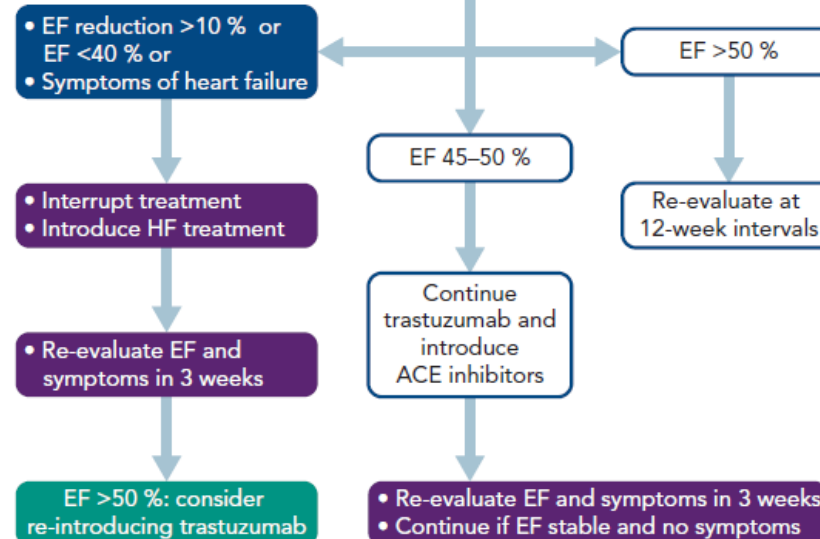 • EF reduction >10 % or
EF <40 % or
• Symptoms of heart failure
EF >50 %
EF 45–50 %
• Interrupt treatment
• Introduce HF treatment
Re-evaluate at
12-week intervals
Continue
trastuzumab and
introduce
ACE inhibitors
• Re-evaluate EF and
symptoms in 3 weeks
EF >50 %: consider
re-introducing trastuzumab
• Re-evaluate EF and symptoms in 3 weeks
• Continue if EF stable and no symptoms